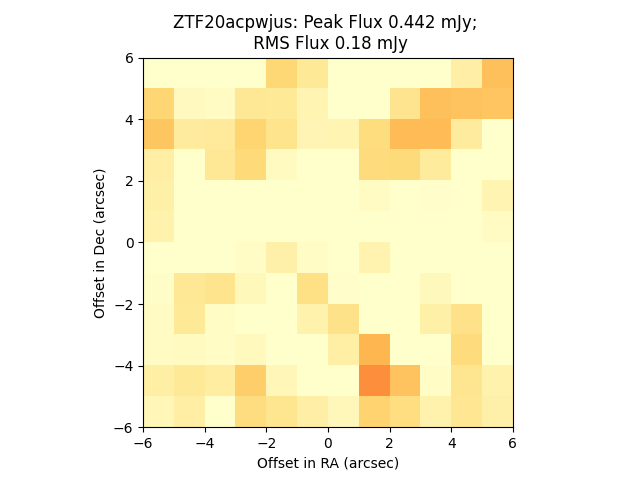 ZTF20acpwjus: Peak Flux 0.442 mJy;
RMS Flux 0.18 mJy
6
4
2
0
−2
−4
−6
Offset in Dec (arcsec)
−6 −4 −2 0 2 4 6
Offset in RA (arcsec)